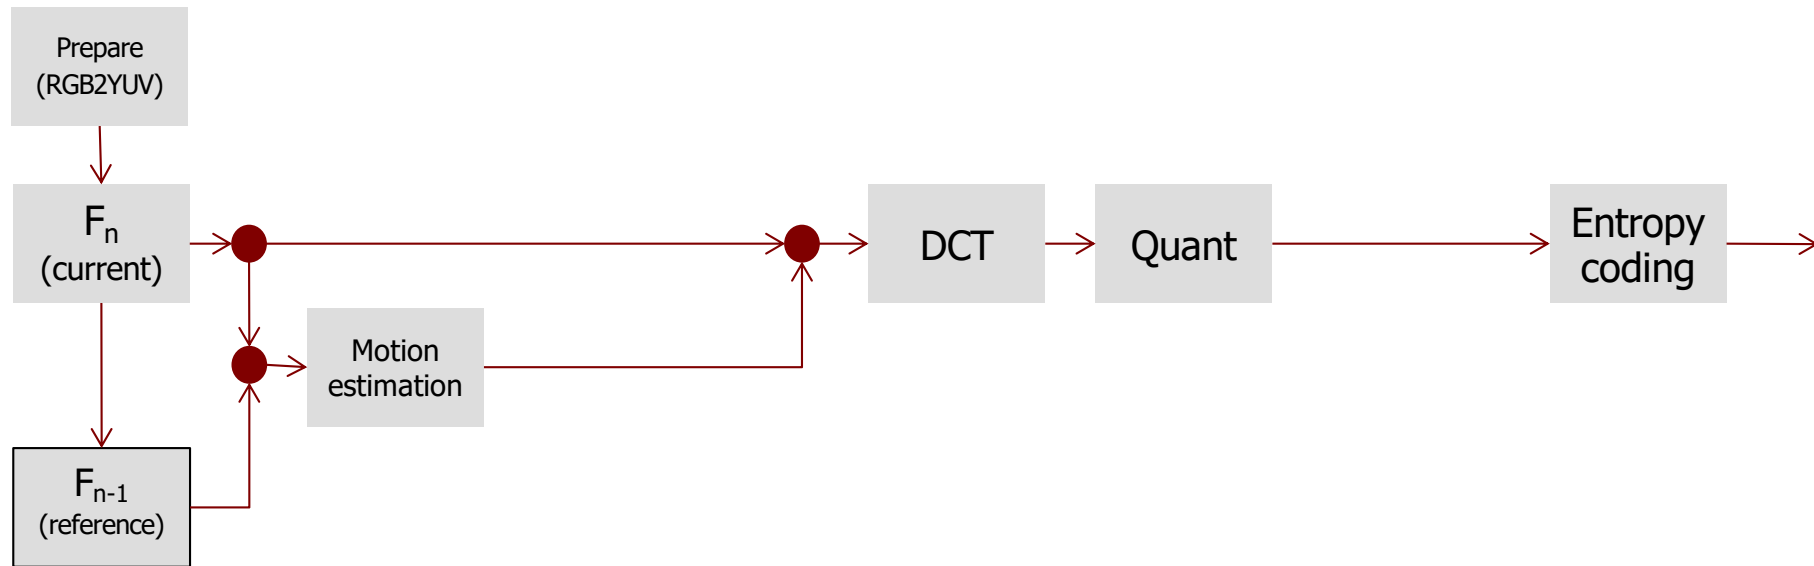 Prepare
(RGB2YUV)
Fn
(current)
DCT
Quant
Entropy
coding
Motion
estimation
Fn-1
(reference)